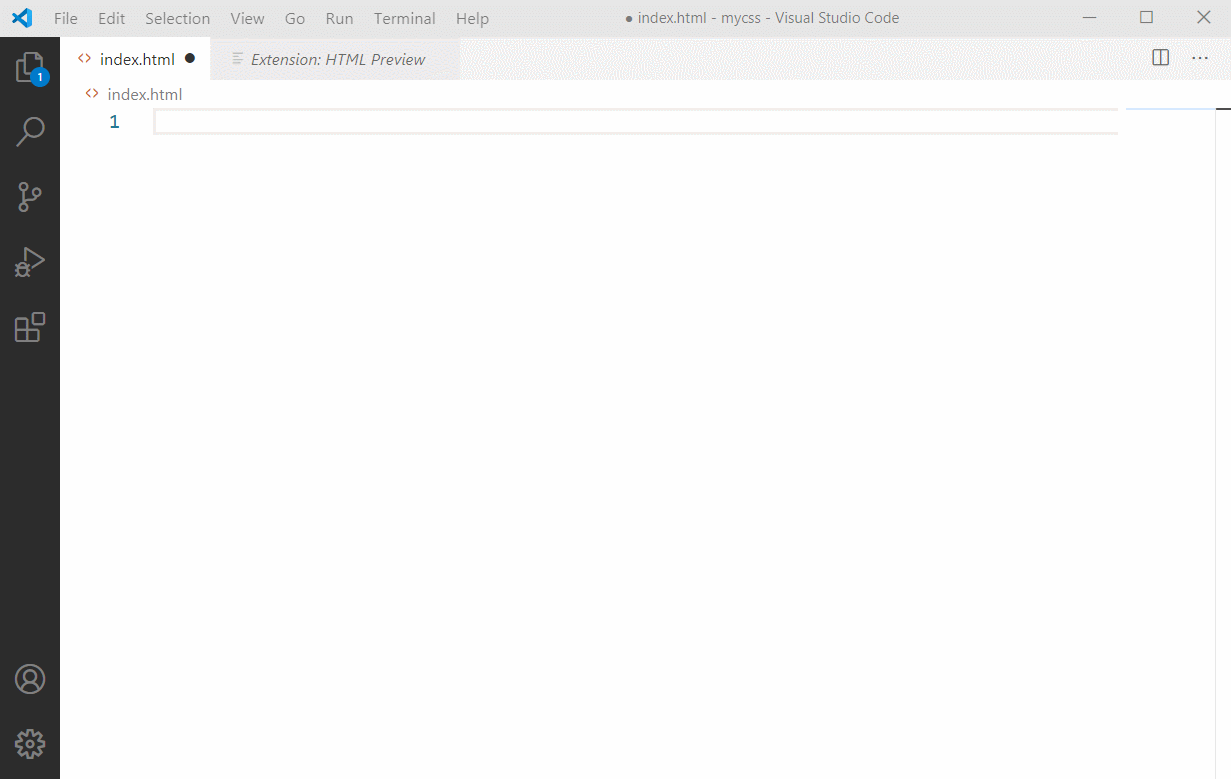 File Edit Selection View Go Run Terminal Help ● index.html - mycss - Visual Studio Code
index.html ● Extension: HTML Preview
1
index.html
1